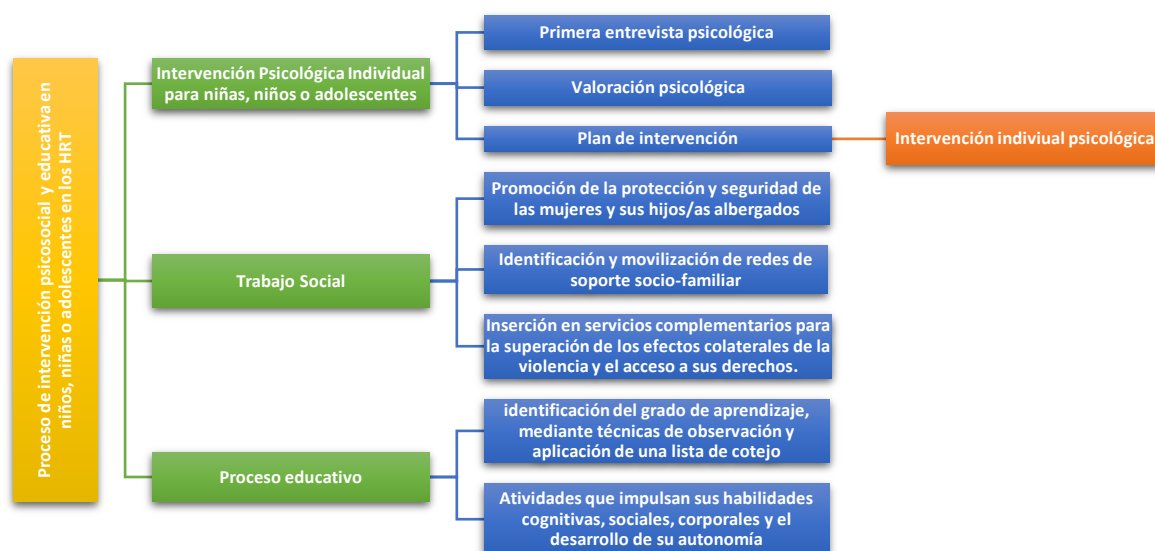 Proceso de intervención psicosocial y educativa en
niños, niñas o adolescentes en los HRT
Intervención Psicológica Individual
para niñas, niños o adolescentes
Primera entrevista psicológica
Valoración psicológica
Plan de intervención
Intervención indiviual psicológica
Trabajo Social
Promoción de la protección y seguridad de
las mujeres y sus hijos/as albergados
Identificación y movilización de redes de
soporte socio-familiar
Inserción en servicios complementarios para
la superación de los efectos colaterales de la
violencia y el acceso a sus derechos.
Proceso educativo
identificación del grado de aprendizaje,
mediante técnicas de observación y
aplicación de una lista de cotejo
Atividades que impulsan sus habilidades
cognitivas, sociales, corporales y el
desarrollo de su autonomía